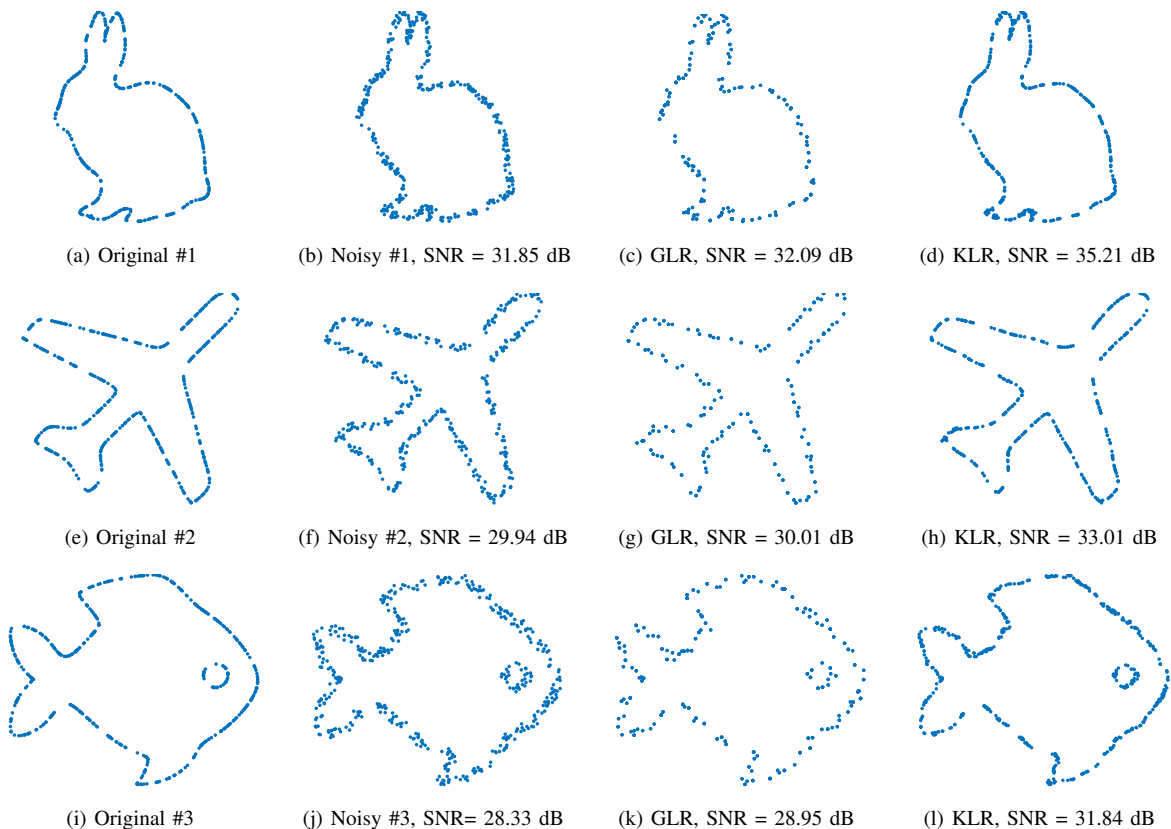 (a) Original #1
(b) Noisy #1, SNR = 31.85 dB
(c) GLR, SNR = 32.09 dB
(d) KLR, SNR = 35.21 dB
(e) Original #2
(f) Noisy #2, SNR = 29.94 dB
(g) GLR, SNR = 30.01 dB
(h) KLR, SNR = 33.01 dB
(i) Original #3
(j) Noisy #3, SNR= 28.33 dB
(k) GLR, SNR = 28.95 dB
(l) KLR, SNR = 31.84 dB